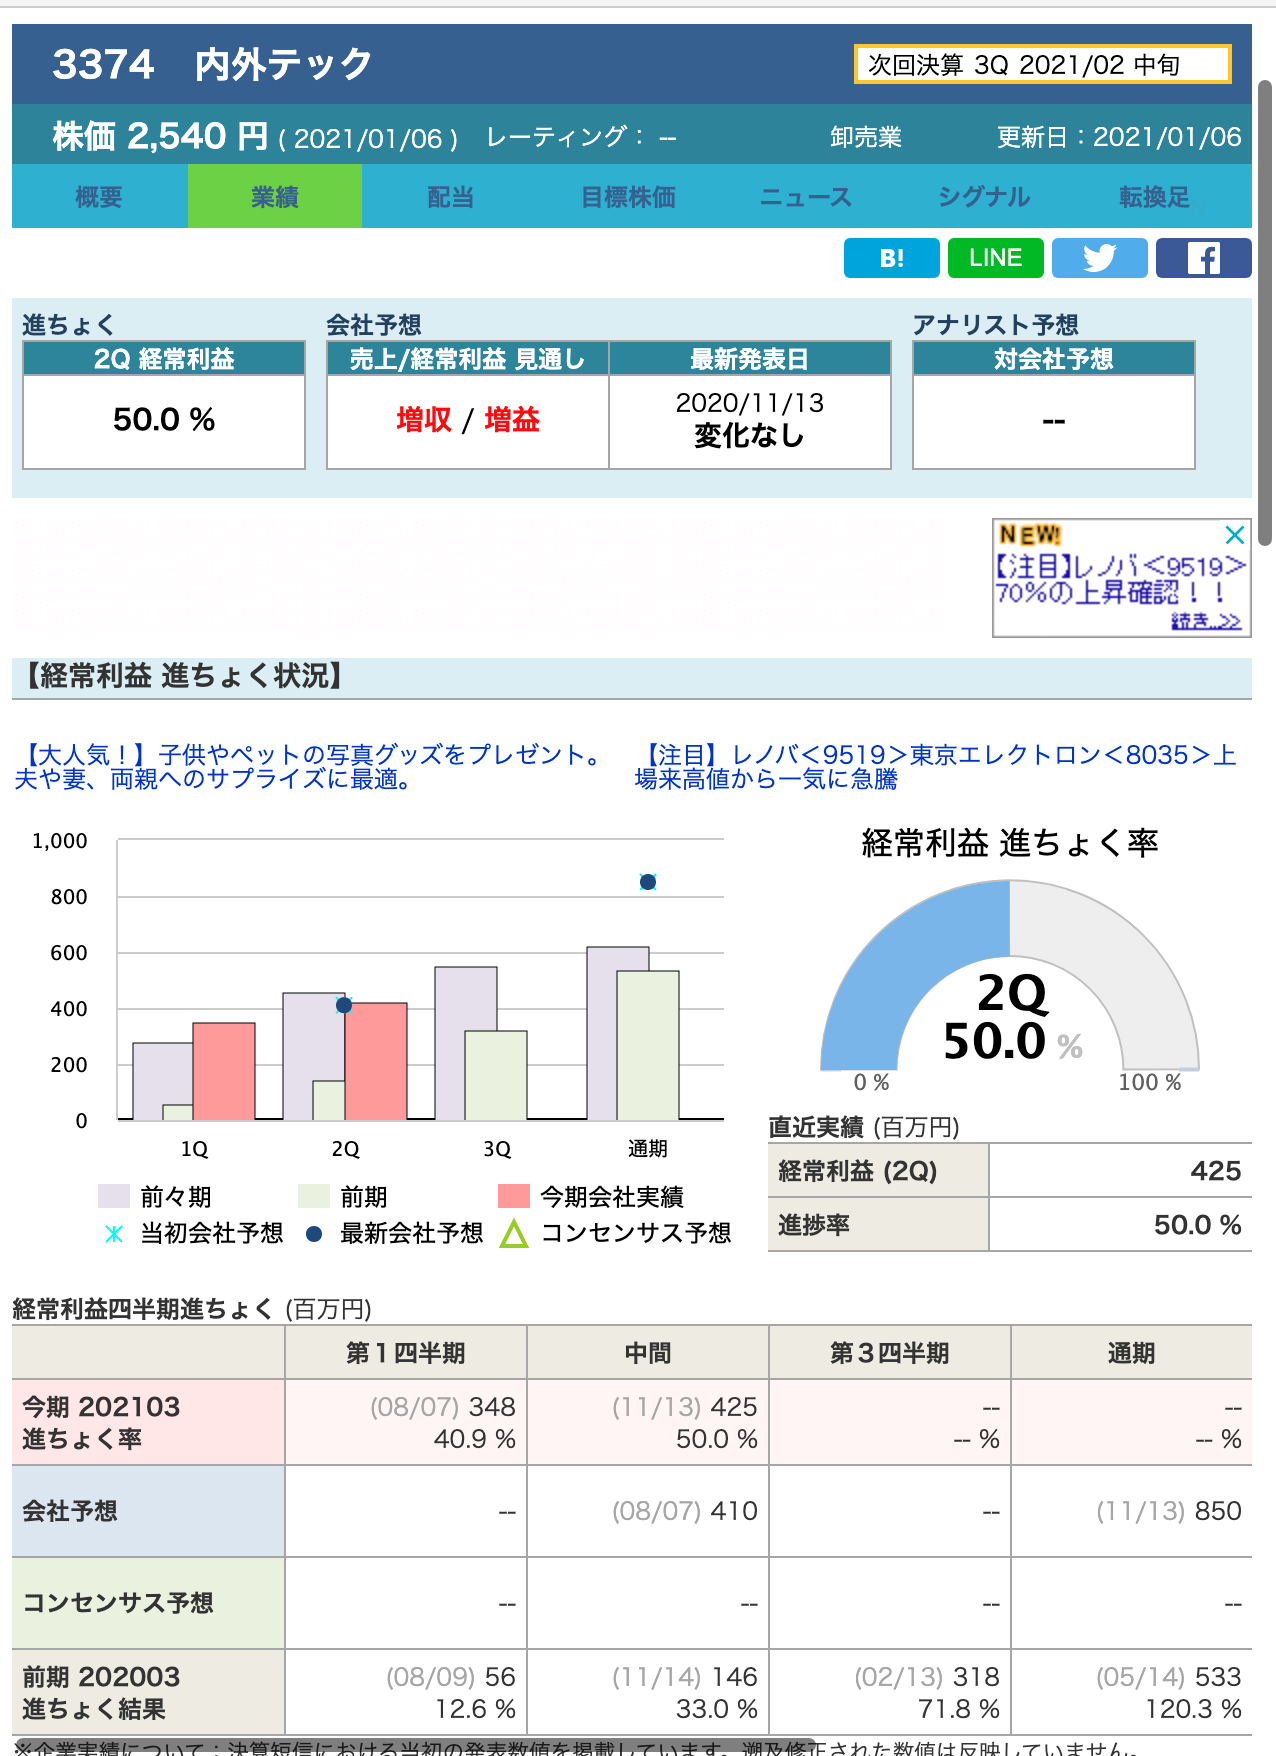 3374　内外テック
次回決算 3Q 2021/02 中旬
株価 2,540 円 ( 2021/01/06 )　レーティング： --　卸売業　更新日：2021/01/06
概要　業績　配当　目標株価　ニュース　シグナル　転換足
B!　LINE
進ちょく　会社予想　アナリスト予想
2Q 経常利益　売上/経常利益 見通し　最新発表日　対会社予想
50.0 %　増収 / 増益　2020/11/13　--
変化なし
NEW!
【注目】レノバ<9519>
70%の上昇確認！！
続き..>>
【経常利益 進ちょく状況】
【大人気！】子供やペットの写真グッズをプレゼント。
夫や妻、両親へのサプライズに最適。
【注目】レノバ＜9519＞東京エレクトロン＜8035＞上
場来高値から一気に急騰
1,000
800
600
400
200
0
1Q　2Q　3Q　通期
前々期　前期　今期会社実績
当初会社予想　最新会社予想　コンセンサス予想
経常利益 進ちょく率
2Q
50.0 %
0 %　100 %
直近実績 (百万円)
経常利益 (2Q)　425
進捗率　50.0 %
経常利益四半期進ちょく (百万円)
第１四半期　中間　第３四半期　通期
今期 202103　(08/07) 348　(11/13) 425　--　--
進ちょく率　40.9 %　50.0 %　-- %　-- %
会社予想　--　(08/07) 410　--　(11/13) 850
コンセンサス予想　--　--　--　--
前期 202003　(08/09) 56　(11/14) 146　(02/13) 318　(05/14) 533
進ちょく結果　12.6 %　33.0 %　71.8 %　120.3 %
※企業実績について：決算短信における当初の発表数値を掲載しています。遡及修正された数値は反映していません。